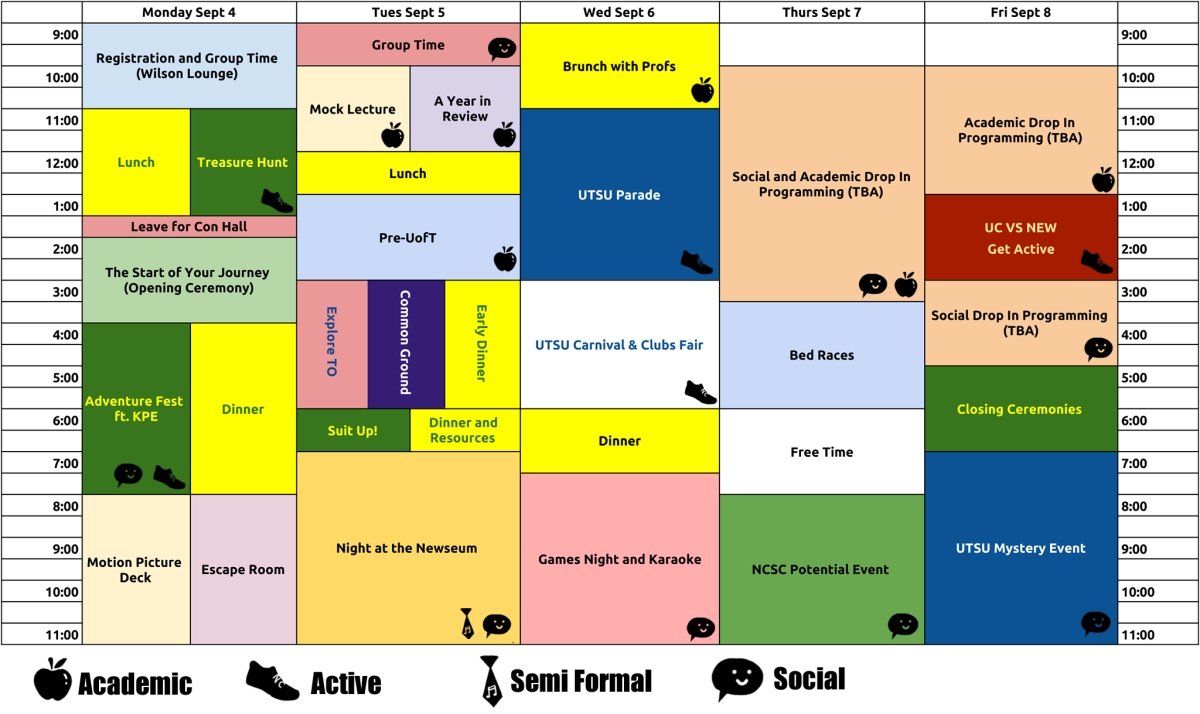 Monday Sept 4
Tues Sept 5
Wed Sept 6
Thurs Sept 7
Fri Sept 8
9:00
10:00
11:00
12:00
1:00
2:00
3:00
4:00
5:00
6:00
7:00
8:00
9:00
10:00
11:00
Registration and Group Time
(Wilson Lounge)
Lunch
Treasure Hunt
Leave for Con Hall
The Start of Your Journey
(Opening Ceremony)
Adventure Fest
ft. KPE
Dinner
Motion Picture
Deck
Escape Room
Group Time
Mock Lecture
A Year in
Review
Lunch
Pre-UofT
Explore TO
Common Ground
Early Dinner
Suit Up!
Dinner and
Resources
Night at the Newseum
Brunch with Profs
UTSU Parade
UTSU Carnival & Clubs Fair
Dinner
Games Night and Karaoke
Social and Academic Drop In
Programming (TBA)
Bed Races
Free Time
NCSC Potential Event
Academic Drop In
Programming (TBA)
UC VS NEW
Get Active
Social Drop In Programming
(TBA)
Closing Ceremonies
UTSU Mystery Event
9:00
10:00
11:00
12:00
1:00
2:00
3:00
4:00
5:00
6:00
7:00
8:00
9:00
10:00
11:00
Academic
Active
Semi Formal
Social